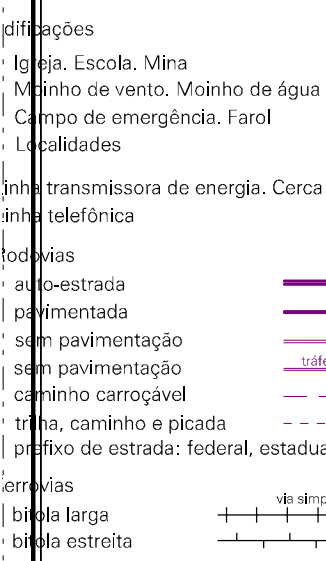 dificações
Igreja. Escola. Mina
Moinho de vento. Moinho de água
Campo de emergência. Farol
Localidades
inha transmissora de energia. Cerca
inha telefônica
odovias
auto-estrada
pavimentada
sem pavimentação
sem pavimentação tráfe
caminho carroçável
trilha, caminho e picada
prefixo de estrada: federal, estadua
errovias
via simp
bitola larga
bitola estreita